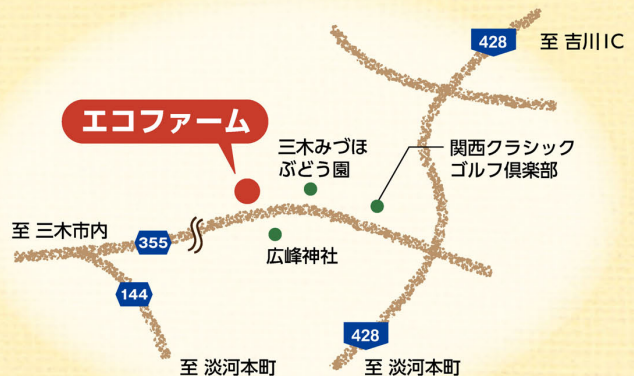 428
至 吉川IC
エコファーム
三木みづほ
ぶどう園
関西クラシック
ゴルフ倶楽部
至 三木市内
355
広峰神社
144
428
至 淡河本町
至 淡河本町